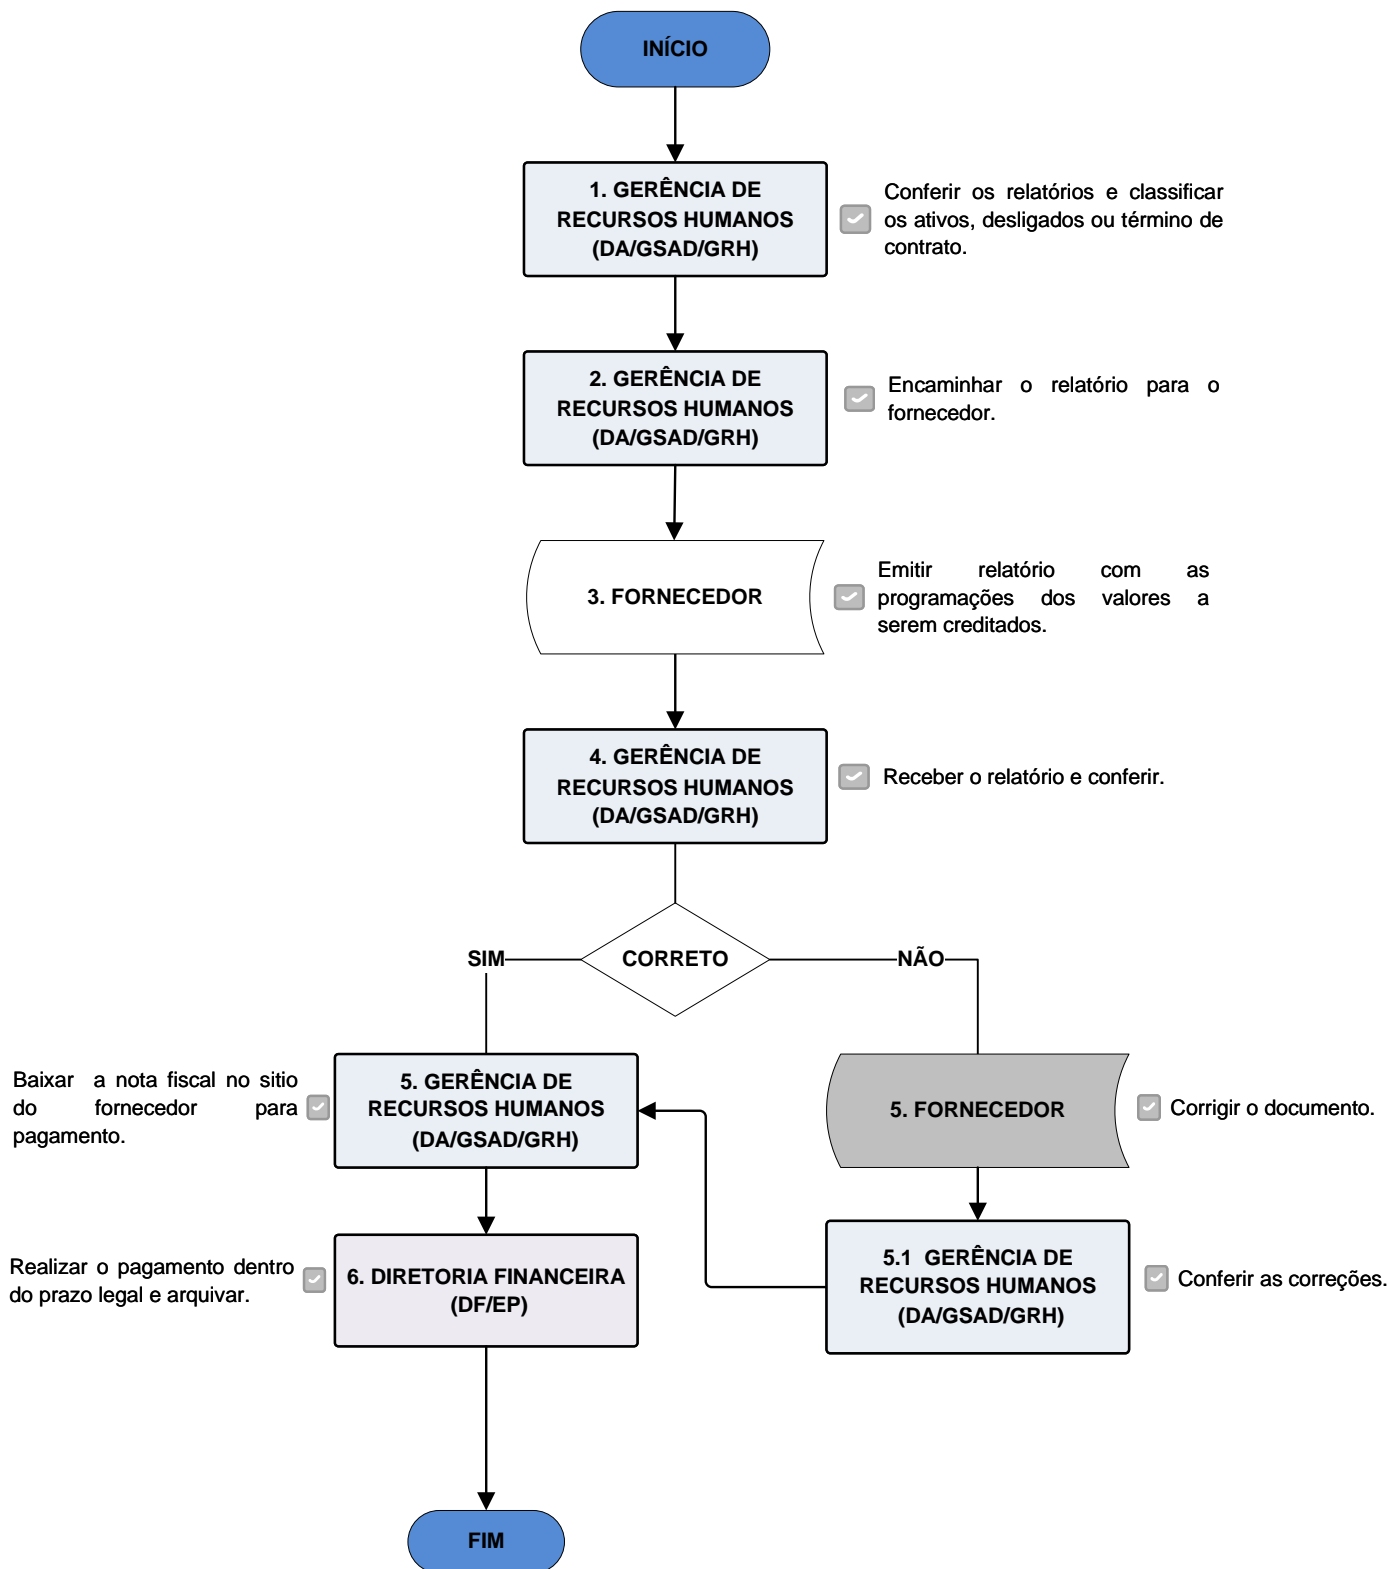 INÍCIO
1. GERÊNCIA DE
RECURSOS HUMANOS
(DA/GSAD/GRH)
Conferir os relatórios e classificar
os ativos, desligados ou término de
contrato.
2. GERÊNCIA DE
RECURSOS HUMANOS
(DA/GSAD/GRH)
Encaminhar o relatório para o
fornecedor.
3. FORNECEDOR
Emitir relatório com as
programações dos valores a
serem creditados.
4. GERÊNCIA DE
RECURSOS HUMANOS
(DA/GSAD/GRH)
Receber o relatório e conferir.
SIM
CORRETO
NÃO
Baixar a nota fiscal no sitio
do fornecedor para
pagamento.
5. GERÊNCIA DE
RECURSOS HUMANOS
(DA/GSAD/GRH)
5. FORNECEDOR
Corrigir o documento.
Realizar o pagamento dentro
do prazo legal e arquivar.
6. DIRETORIA FINANCEIRA
(DF/EP)
5.1 GERÊNCIA DE
RECURSOS HUMANOS
(DA/GSAD/GRH)
Conferir as correções.
FIM